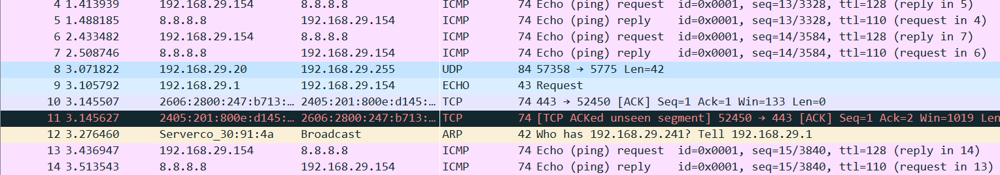 4 1.413939 192.168.29.154 8.8.8.8 ICMP 74 Echo (ping) request id=0x0001, seq=13/3328, ttl=128 (reply in 5)
5 1.488185 8.8.8.8 192.168.29.154 ICMP 74 Echo (ping) reply id=0x0001, seq=13/3328, ttl=110 (request in 4)
6 2.433482 192.168.29.154 8.8.8.8 ICMP 74 Echo (ping) request id=0x0001, seq=14/3584, ttl=128 (reply in 7)
7 2.508746 8.8.8.8 192.168.29.154 ICMP 74 Echo (ping) reply id=0x0001, seq=14/3584, ttl=110 (request in 6)
8 3.071822 192.168.29.20 192.168.29.255 UDP 84 57358 → 5775 Len=42
9 3.105792 192.168.29.1 192.168.29.154 ECHO 43 Request
10 3.145507 2606:2800:247:b713:… 2405:201:800e:d145:… TCP 74 443 → 52450 [ACK] Seq=1 Ack=1 Win=133 Len=0
11 3.145627 2405:201:800e:d145:… 2606:2800:247:b713:… TCP 74 [TCP ACKed unseen segment] 52450 → 443 [ACK] Seq=1 Ack=2 Win=1019 Len
12 3.276460 Serverco_30:91:4a Broadcast ARP 42 Who has 192.168.29.241? Tell 192.168.29.1
13 3.436947 192.168.29.154 8.8.8.8 ICMP 74 Echo (ping) request id=0x0001, seq=15/3840, ttl=128 (reply in 14)
14 3.513543 8.8.8.8 192.168.29.154 ICMP 74 Echo (ping) reply id=0x0001, seq=15/3840, ttl=110 (request in 13)